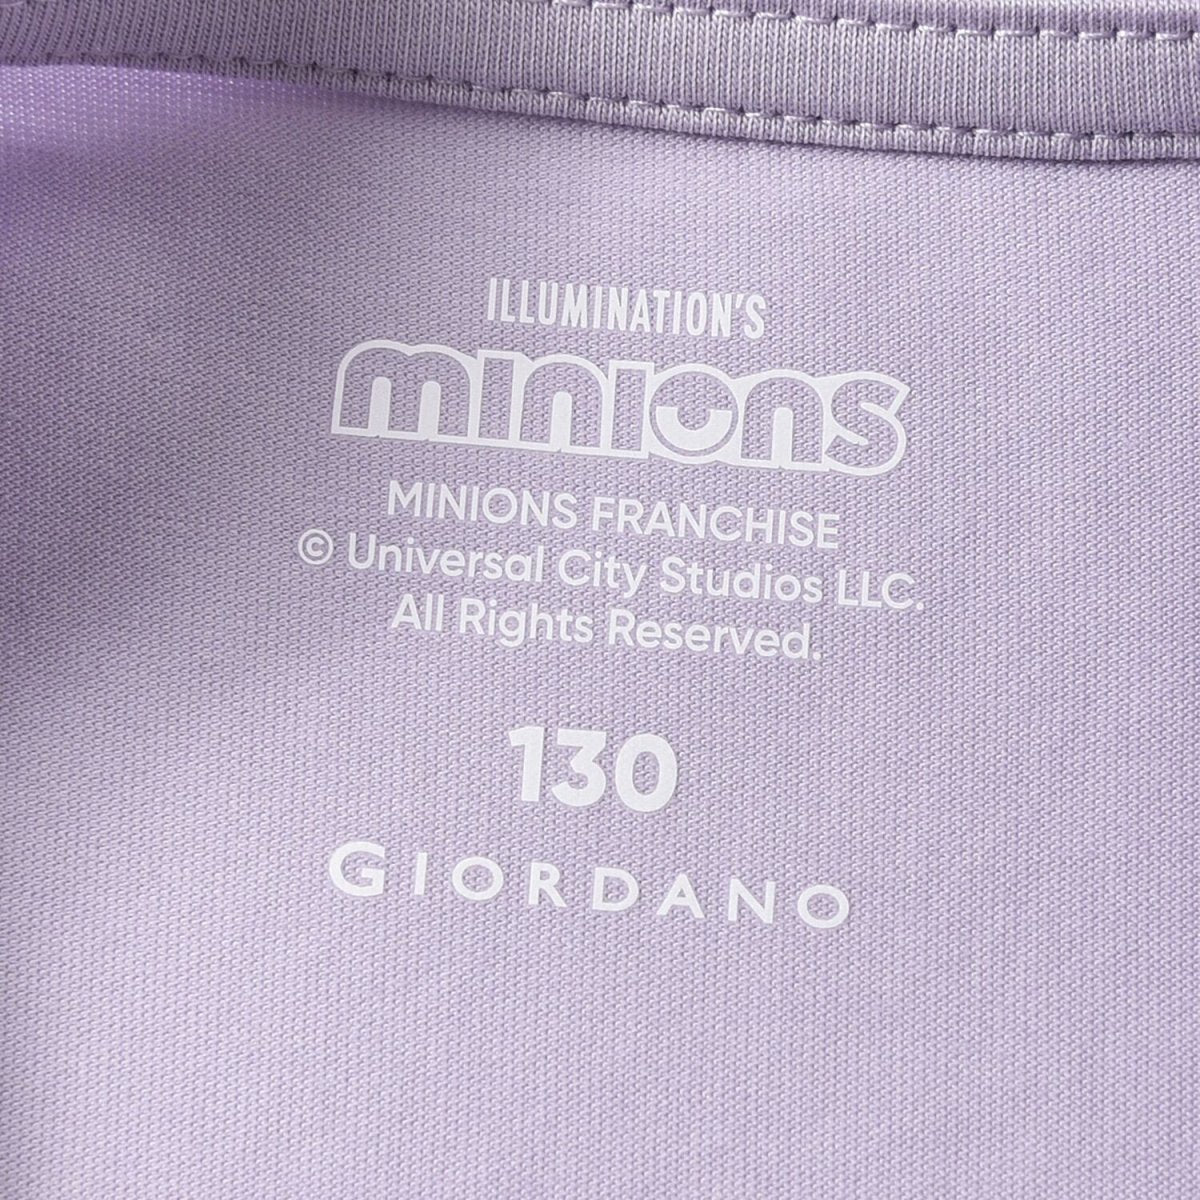 ILLUMINATION'S
minions
MINIONS FRANCHISE
© Universal City Studios LLC.
All Rights Reserved.
130
GIORDANO